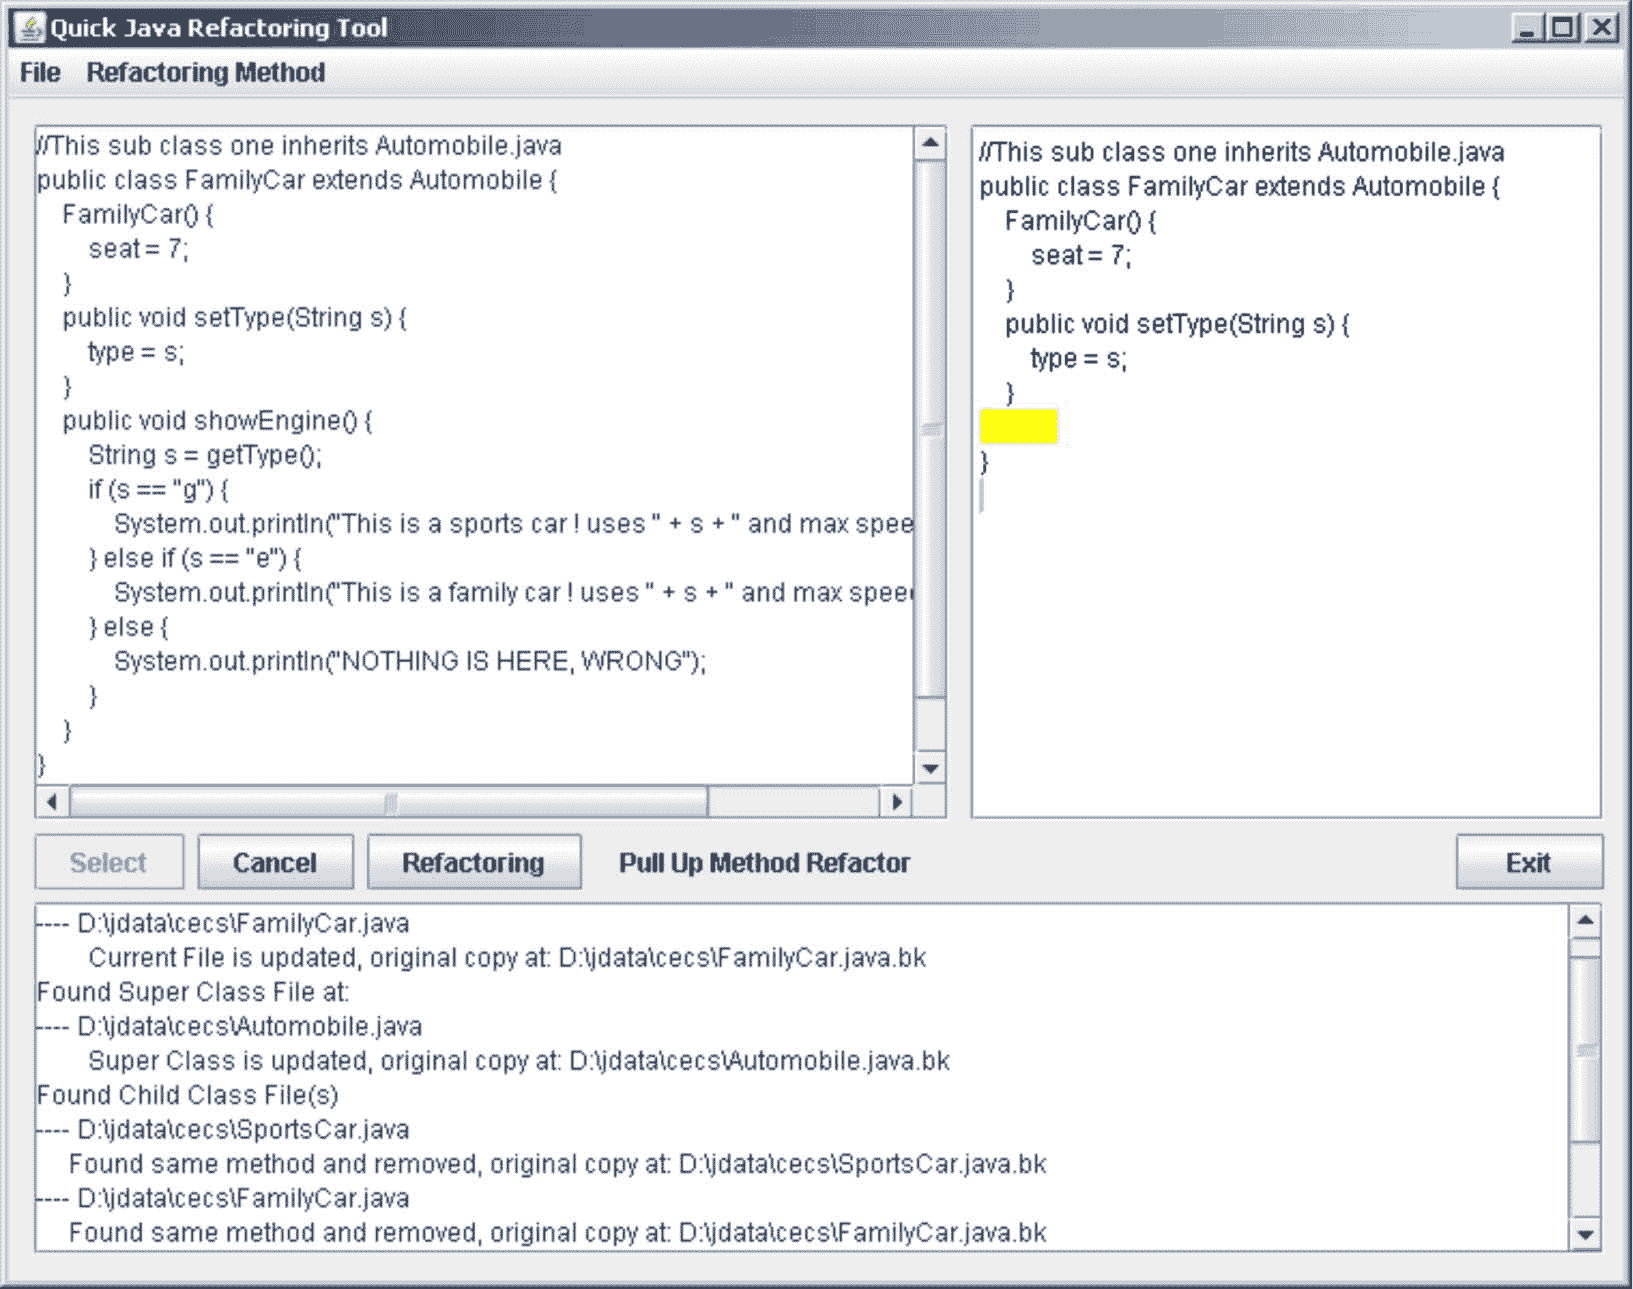 Quick Java Refactoring Tool
File Refactoring Method
//This sub class one inherits Automobile.java
public class FamilyCar extends Automobile {
FamilyCar() {
seat = 7;
}
public void setType(String s) {
type = s;
}
public void showEngine() {
String s = getType();
if (s == "g") {
System.out.println("This is a sports car ! uses " + s + " and max spee
} else if (s == "e") {
System.out.println("This is a family car ! uses " + s + " and max spee
} else {
System.out.println("NOTHING IS HERE, WRONG");
}
}
}
//This sub class one inherits Automobile.java
public class FamilyCar extends Automobile {
FamilyCar() {
seat = 7;
}
public void setType(String s) {
type = s;
}
}
Select Cancel Refactoring Pull Up Method Refactor Exit
---- D:\jdata\cecs\FamilyCar.java
Current File is updated, original copy at: D:\jdata\cecs\FamilyCar.java.bk
Found Super Class File at:
---- D:\jdata\cecs\Automobile.java
Super Class is updated, original copy at: D:\jdata\cecs\Automobile.java.bk
Found Child Class File(s)
---- D:\jdata\cecs\SportsCar.java
Found same method and removed, original copy at: D:\jdata\cecs\SportsCar.java.bk
---- D:\jdata\cecs\FamilyCar.java
Found same method and removed, original copy at: D:\jdata\cecs\FamilyCar.java.bk